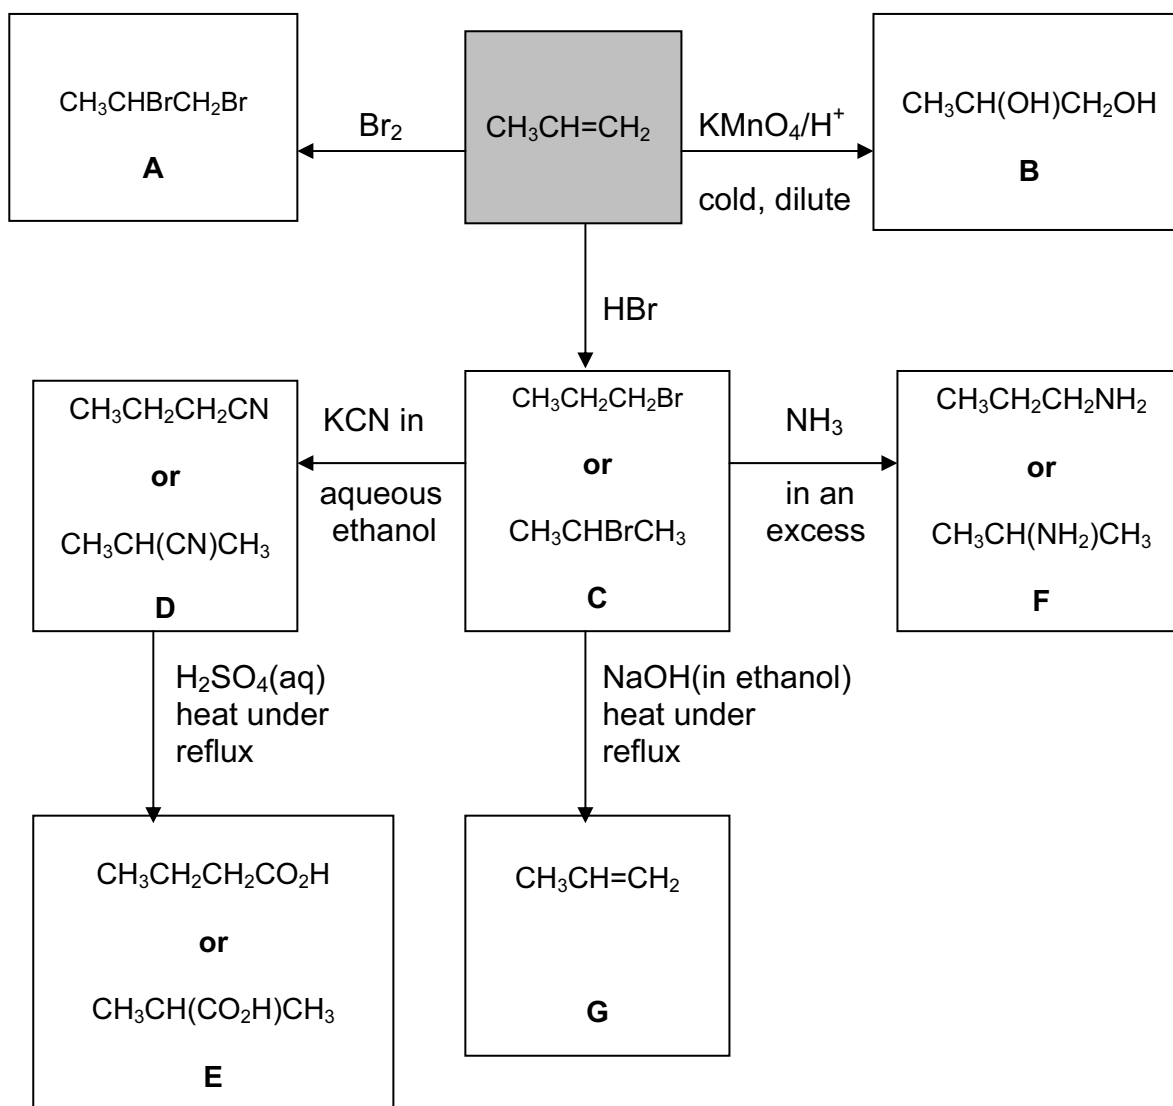 CH₃CHBrCH₂Br
A
Br₂
CH₃CH=CH₂
KMnO₄/H⁺
cold, dilute
CH₃CH(OH)CH₂OH
B
HBr
CH₃CH₂CH₂CN
or
CH₃CH(CN)CH₃
D
KCN in
aqueous
ethanol
CH₃CH₂CH₂Br
or
CH₃CHBrCH₃
C
NH₃
in an
excess
CH₃CH₂CH₂NH₂
or
CH₃CH(NH₂)CH₃
F
H₂SO₄(aq)
heat under
reflux
NaOH(in ethanol)
heat under
reflux
CH₃CH₂CH₂CO₂H
or
CH₃CH(CO₂H)CH₃
E
CH₃CH=CH₂
G